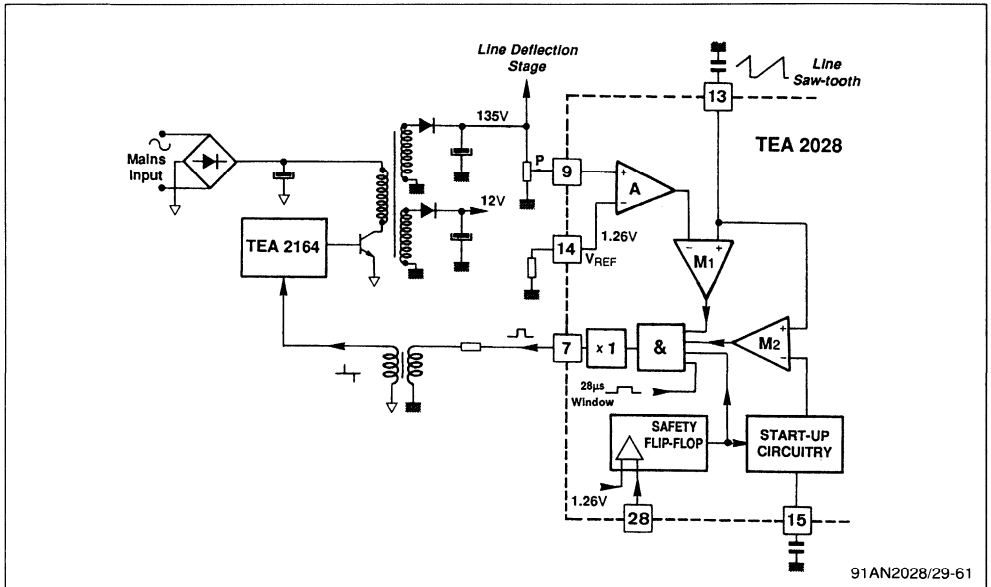 Line Deflection
Stage
Line
Saw-tooth
13
135V
TEA 2028
Mains
Input
P
9
+
A
-
12V
1.26V
14
VREF
- +
M1
TEA 2164
+
M2
-
7
x 1
&
28µs
Window
SAFETY
FLIP-FLOP
START-UP
CIRCUITRY
1.26V
28
15
91AN2028/29-61